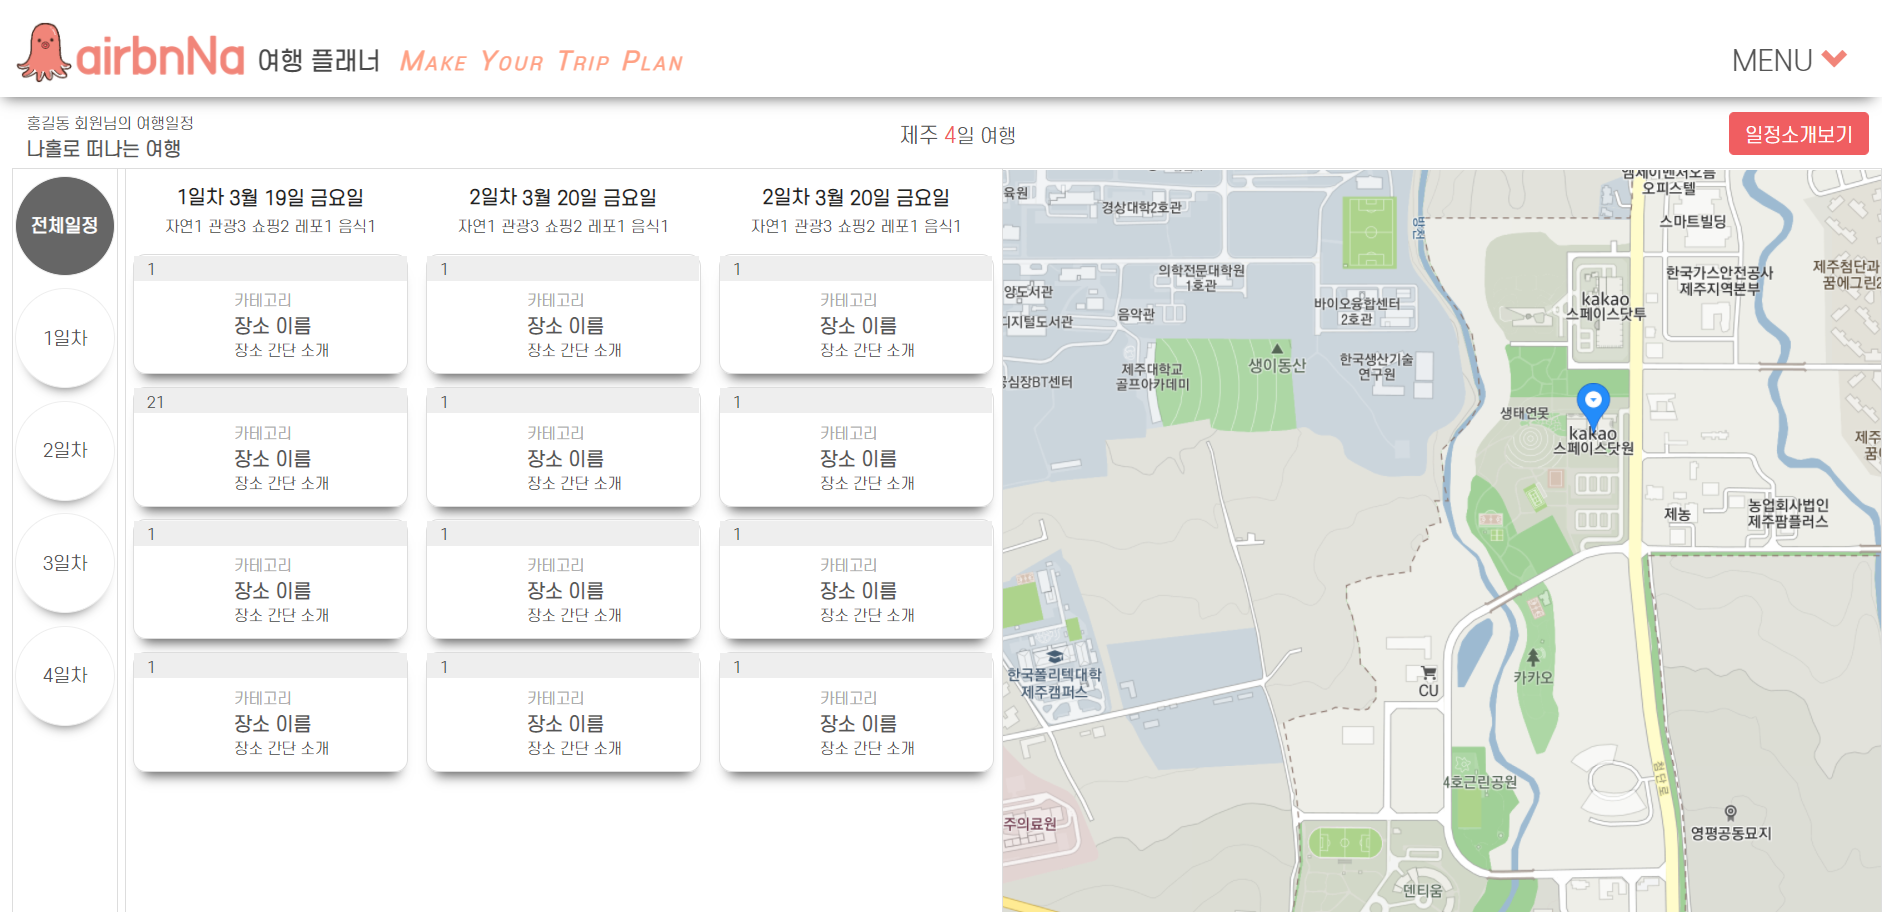 airbnNa 여행 플래너 MAKE YOUR TRIP PLAN
MENU
홍길동 회원님의 여행일정
나홀로 떠나는 여행
제주 4일 여행
일정소개보기
전체일정
1일차
2일차
3일차
4일차
1일차 3월 19일 금요일
자연1 관광3 쇼핑2 레포1 음식1
1
카테고리
장소 이름
장소 간단 소개
21
카테고리
장소 이름
장소 간단 소개
1
카테고리
장소 이름
장소 간단 소개
1
카테고리
장소 이름
장소 간단 소개
2일차 3월 20일 금요일
자연1 관광3 쇼핑2 레포1 음식1
1
카테고리
장소 이름
장소 간단 소개
1
카테고리
장소 이름
장소 간단 소개
1
카테고리
장소 이름
장소 간단 소개
1
카테고리
장소 이름
장소 간단 소개
2일차 3월 20일 금요일
자연1 관광3 쇼핑2 레포1 음식1
1
카테고리
장소 이름
장소 간단 소개
1
카테고리
장소 이름
장소 간단 소개
1
카테고리
장소 이름
장소 간단 소개
1
카테고리
장소 이름
장소 간단 소개
육원
경상대학2호관
방천
오피스텔
스마트빌딩
의학전문대학원
1호관
한국가스안전공사
제주지역본부
제주첨단과
꿈에그린2
양도서관
디지털도서관
음악관
바이오융합센터
2호관
kakao
스페이스닷투
생이동산
한국생산기술
연구원
공심장BT센터
제주대학교
골프아카데미
생태연못
kakao
스페이스닷원
제주
꿈
제농
농업회사법인
제주팜플러스
한국폴리텍대학
제주캠퍼스
CU
카카오
4호근린공원
첨단로
주의료원
영평공동묘지
덴티움